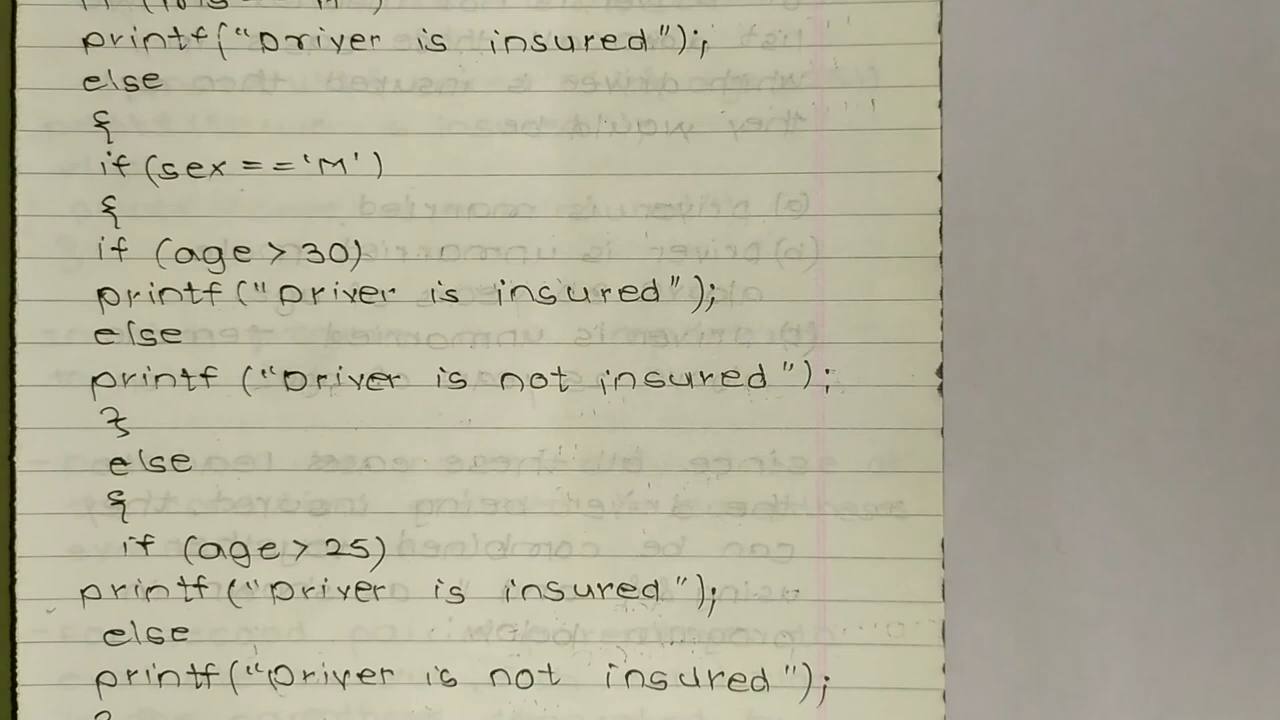 printf("Driver is insured");
else
{
if (sex == 'M')
{
if (age > 30)
printf ("Driver is insured");
else
printf ("Driver is not insured");
}
else
{
if (age > 25)
printf ("Driver is insured");
else
printf ("Driver is not insured");